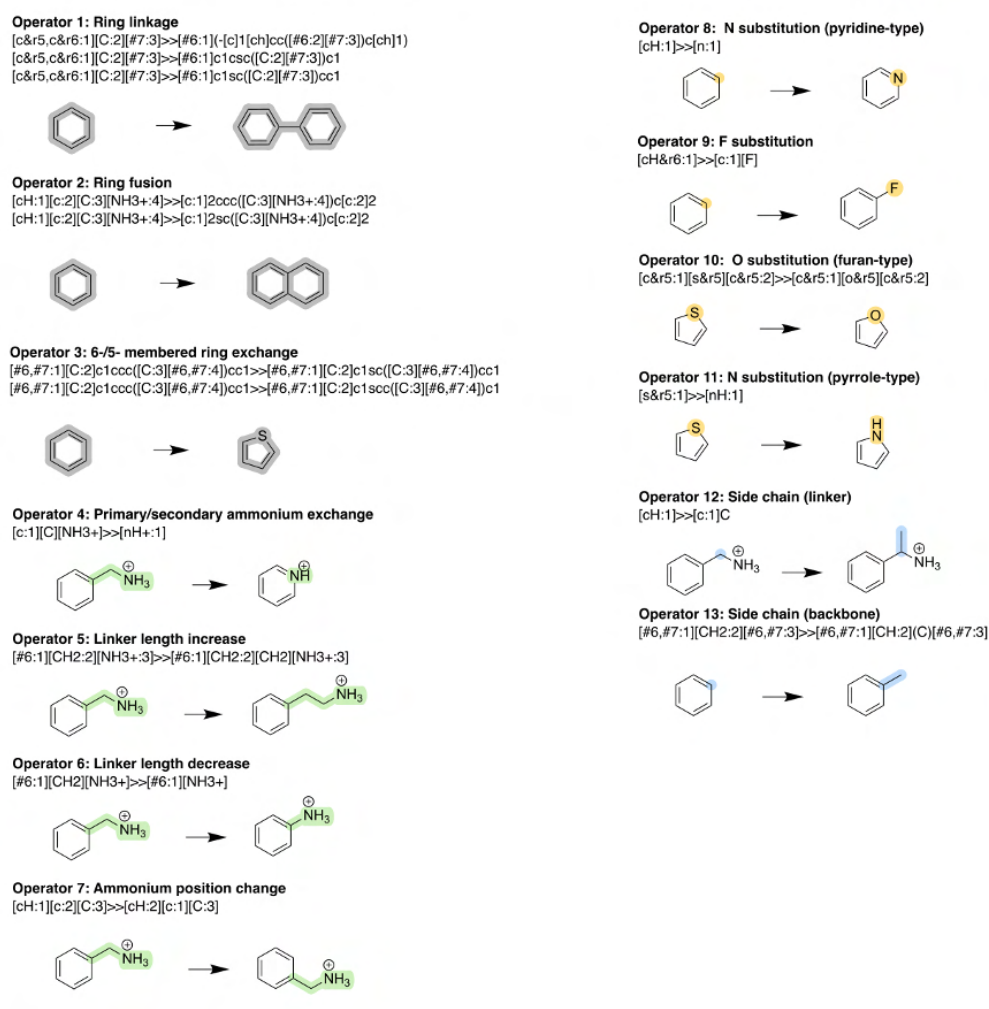 Operator 1: Ring linkage
[c&r5,c&r6:1][C:2][#7:3]>>[#6:1](-[c]1[ch]cc([#6:2][#7:3])c[ch]1)
[c&r5,c&r6:1][C:2][#7:3]>>[#6:1]c1csc([C:2][#7:3])c1
[c&r5,c&r6:1][C:2][#7:3]>>[#6:1]c1sc([C:2][#7:3])cc1
Operator 2: Ring fusion
[cH:1][c:2][C:3][NH3+:4]>>[c:1]2ccc([C:3][NH3+:4])c[c:2]2
[cH:1][c:2][C:3][NH3+:4]>>[c:1]2sc([C:3][NH3+:4])c[c:2]2
Operator 3: 6-/5- membered ring exchange
[#6,#7:1][C:2]c1ccc([C:3][#6,#7:4])cc1>>[#6,#7:1][C:2]c1sc([C:3][#6,#7:4])cc1
[#6,#7:1][C:2]c1ccc([C:3][#6,#7:4])cc1>>[#6,#7:1][C:2]c1scc([C:3][#6,#7:4])c1
S
Operator 4: Primary/secondary ammonium exchange
[c:1][C][NH3+]>>[nH+:1]
⊕
NH3
⊕
NH
Operator 5: Linker length increase
[#6:1][CH2:2][NH3+:3]>>[#6:1][CH2:2][CH2][NH3+:3]
⊕
NH3
⊕
NH3
Operator 6: Linker length decrease
[#6:1][CH2][NH3+]>>[#6:1][NH3+]
⊕
NH3
⊕
NH3
Operator 7: Ammonium position change
[cH:1][c:2][C:3]>>[cH:2][c:1][C:3]
⊕
NH3
⊕
NH3
Operator 8: N substitution (pyridine-type)
[cH:1]>>[n:1]
N
Operator 9: F substitution
[cH&r6:1]>>[c:1][F]
F
Operator 10: O substitution (furan-type)
[c&r5:1][s&r5][c&r5:2]>>[c&r5:1][o&r5][c&r5:2]
S
O
Operator 11: N substitution (pyrrole-type)
[s&r5:1]>>[nH:1]
S
H
N
Operator 12: Side chain (linker)
[cH:1]>>[c:1]C
⊕
NH3
⊕
NH3
Operator 13: Side chain (backbone)
[#6,#7:1][CH2:2][#6,#7:3]>>[#6,#7:1][CH:2](C)[#6,#7:3]